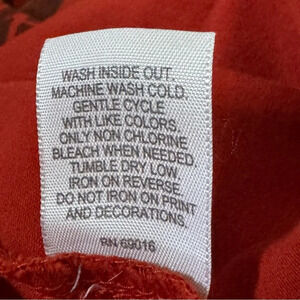 WASH INSIDE OUT.
MACHINE WASH COLD.
GENTLE CYCLE
WITH LIKE COLORS.
ONLY NON CHLORINE
BLEACH WHEN NEEDED.
TUMBLE DRY LOW.
IRON ON REVERSE.
DO NOT IRON ON PRINT
AND DECORATIONS.
RN 69016